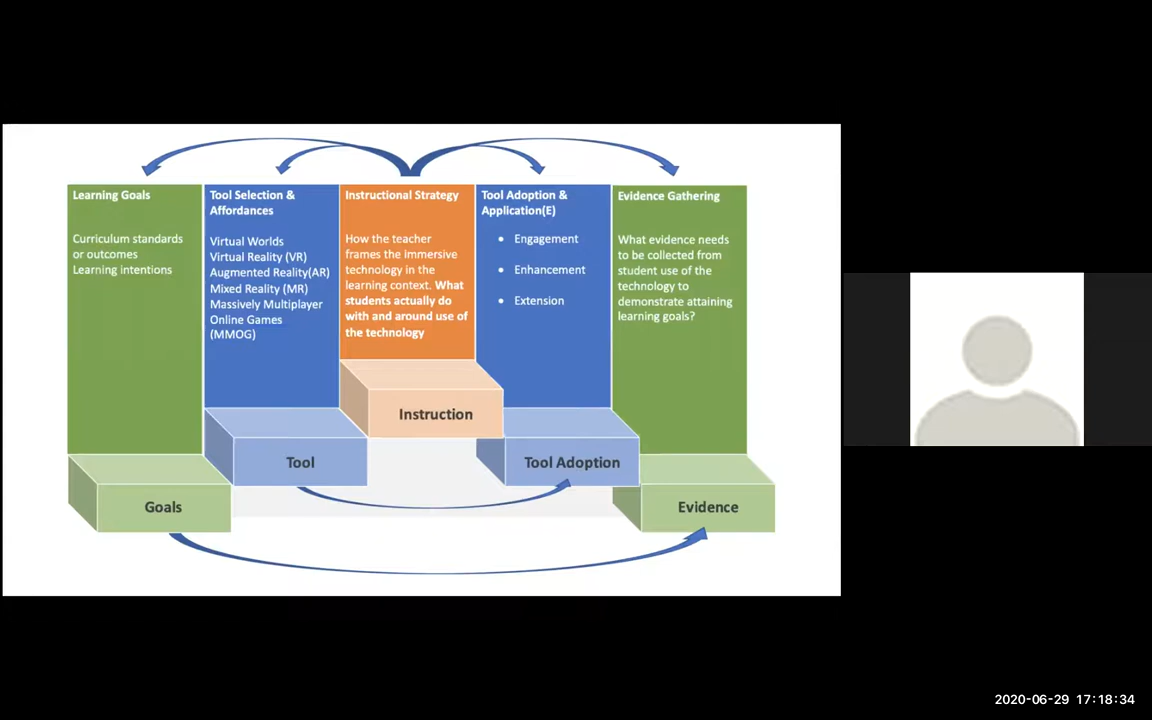 Learning Goals
Curriculum standards
or outcomes
Learning intentions
Tool Selection &
Affordances
Virtual Worlds
Virtual Reality (VR)
Augmented Reality(AR)
Mixed Reality (MR)
Massively Multiplayer
Online Games
(MMOG)
Instructional Strategy
How the teacher
frames the immersive
technology in the
learning context. What
students actually do
with and around use of
the technology
Tool Adoption &
Application(E)
• Engagement
• Enhancement
• Extension
Evidence Gathering
What evidence needs
to be collected from
student use of the
technology to
demonstrate attaining
learning goals?
Goals
Tool
Instruction
Tool Adoption
Evidence
2020-06-29 17:18:34